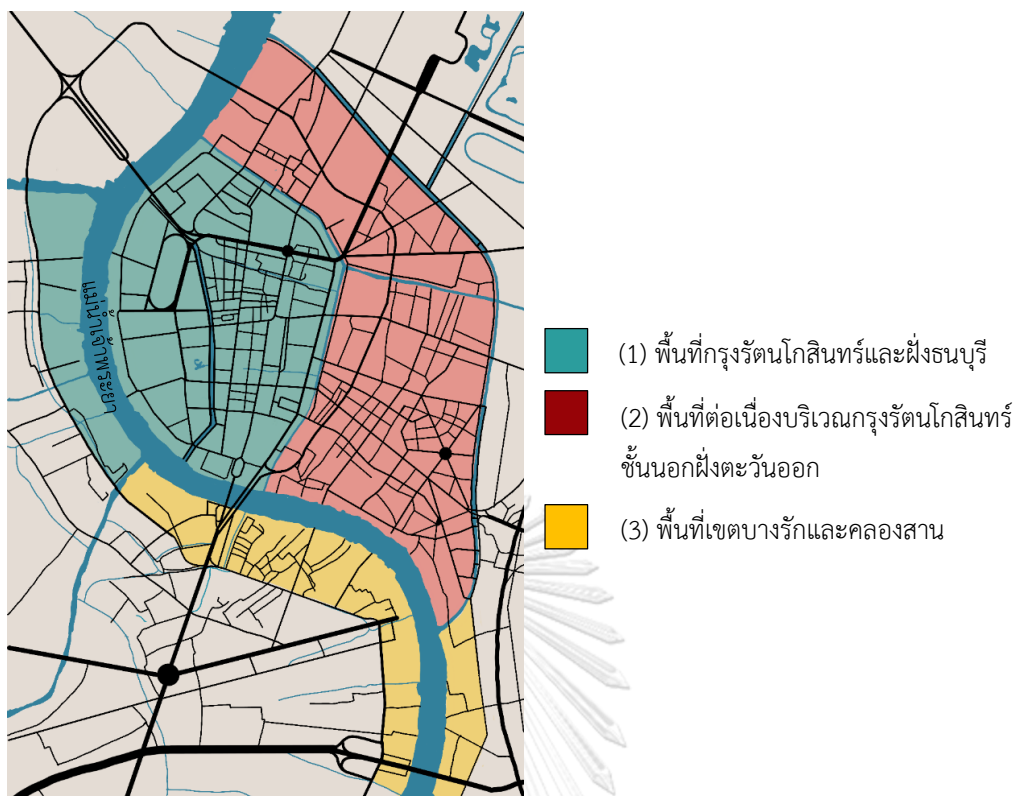 แม่น้ำเจ้าพระยา
(1) พื้นที่กรุงรัตนโกสินทร์และฝั่งธนบุรี
(2) พื้นที่ต่อเนื่องบริเวณกรุงรัตนโกสินทร์
ชั้นนอกฝั่งตะวันออก
(3) พื้นที่เขตบางรักและคลองสาน